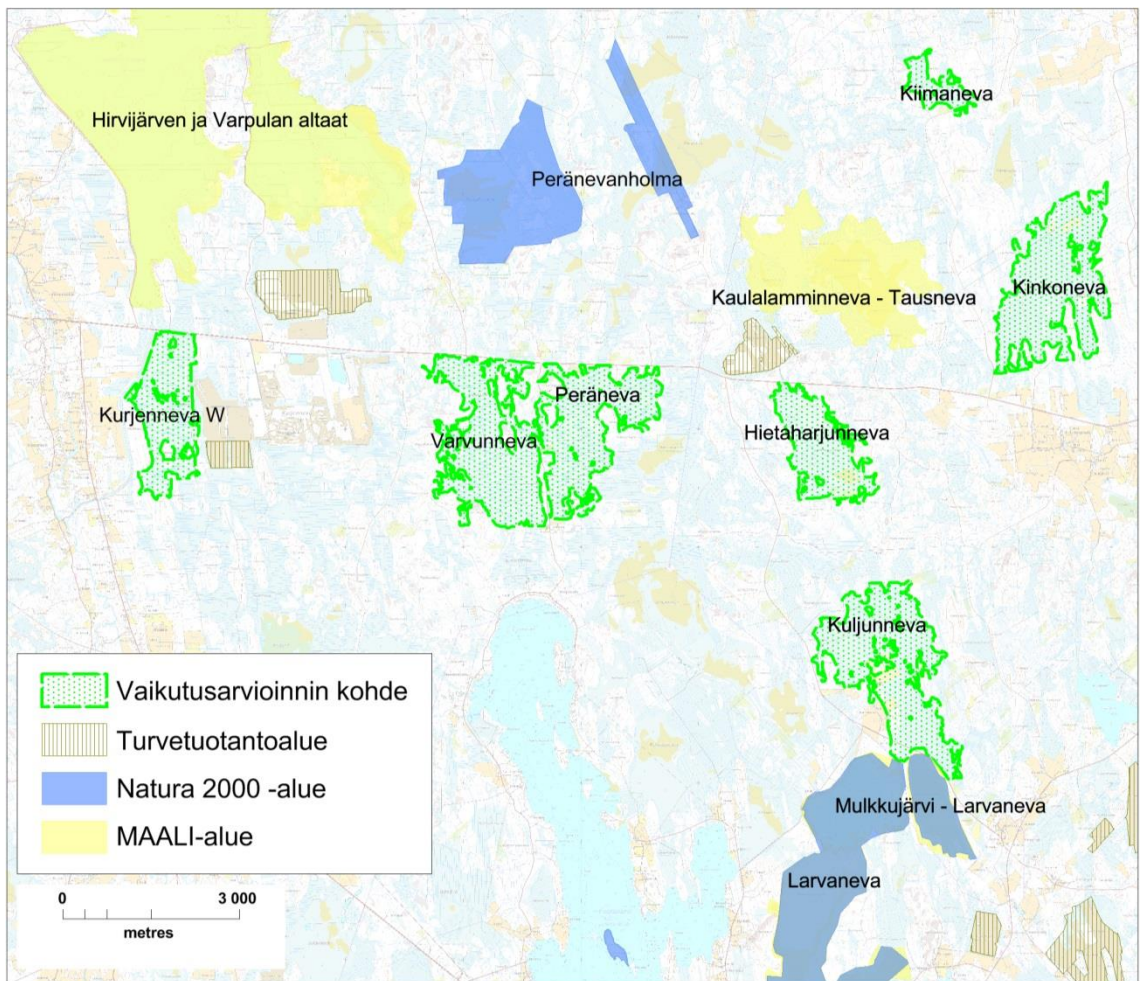 Kiimaneva
Hirvijärven ja Varpulan altaat
Peränevanholma
Kinkoneva
Kaulalamminneva - Tausneva
Peräneva
Kurjenneva W
Varvunneva
Hietaharjunneva
Kuljunneva
Vaikutusarvioinnin kohde
Turvetuotantoalue
Natura 2000 -alue
MAALI-alue
Mulkkujärvi - Larvaneva
Larvaneva
0 3 000
metres